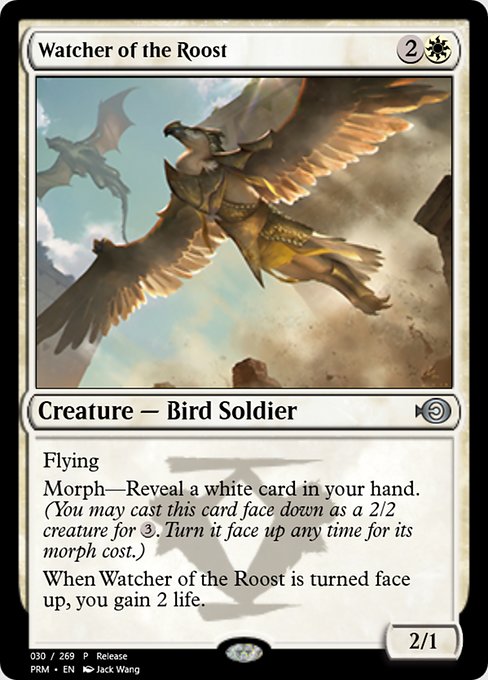 Watcher of the Roost 2
Creature — Bird Soldier
Flying
Morph—Reveal a white card in your hand.
(You may cast this card face down as a 2/2
creature for 3. Turn it face up any time for its
morph cost.)
When Watcher of the Roost is turned face
up, you gain 2 life.
2/1
030 / 269 P Release
PRM • EN Jack Wang